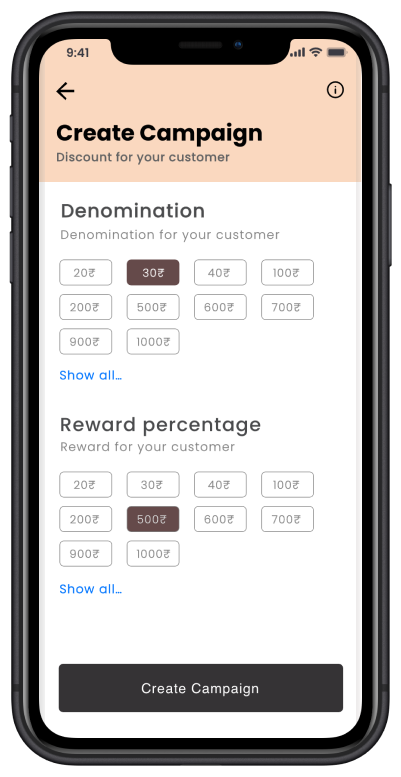 9:41
Create Campaign
Discount for your customer
Denomination
Denomination for your customer
20₹ 30₹ 40₹ 100₹
200₹ 500₹ 600₹ 700₹
900₹ 1000₹
Show all…
Reward percentage
Reward for your customer
20₹ 30₹ 40₹ 100₹
200₹ 500₹ 600₹ 700₹
900₹ 1000₹
Show all…
Create Campaign